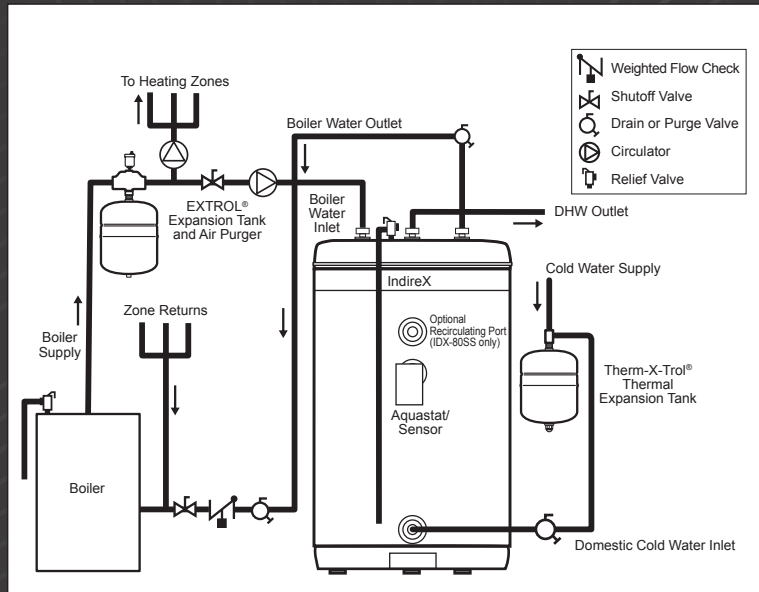 To Heating Zones
Weighted Flow Check
Shutoff Valve
Drain or Purge Valve
Circulator
Relief Valve
Boiler Water Outlet
EXTROL®
Expansion Tank
and Air Purger
Boiler
Water
Inlet
DHW Outlet
IndireX
Cold Water Supply
Zone Returns
Optional
Recirculating Port
(IDX-80SS only)
Boiler
Supply
Therm-X-Trol®
Thermal
Expansion Tank
Aquastat/
Sensor
Boiler
Domestic Cold Water Inlet